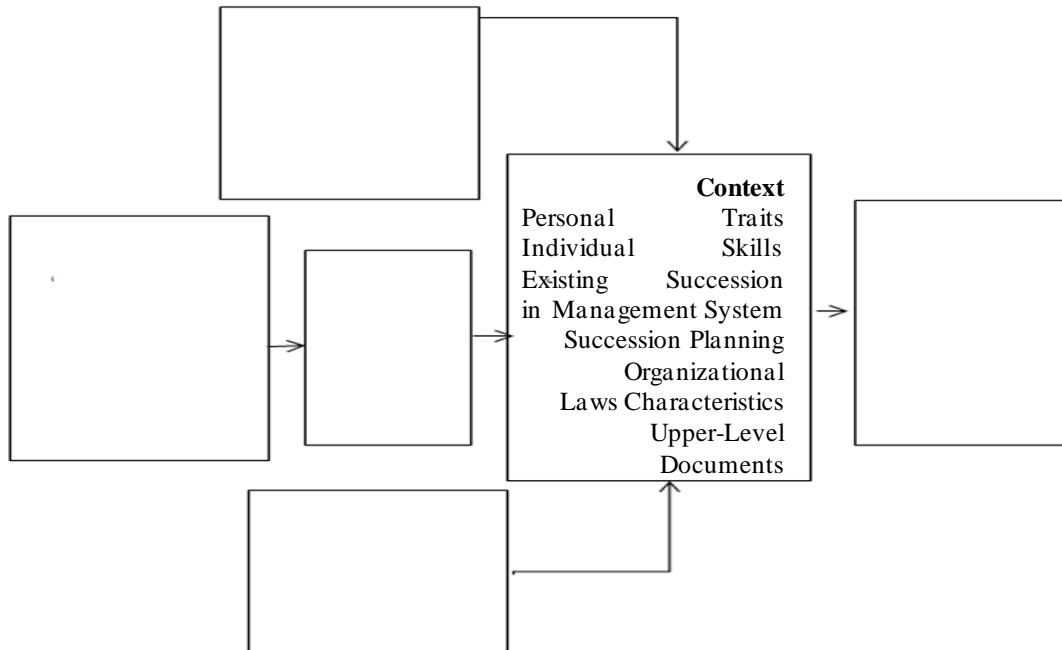 Context
Personal Traits
Individual Skills
Existing Succession
in Management System
Succession Planning
Organizational
Laws Characteristics
Upper-Level
Documents